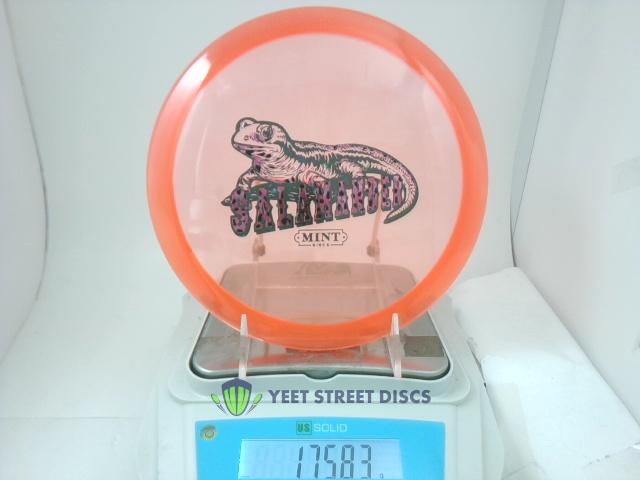 SALAMANDER
MINT
DISCS
YEET STREET DISCS
US SOLID
175.83 g